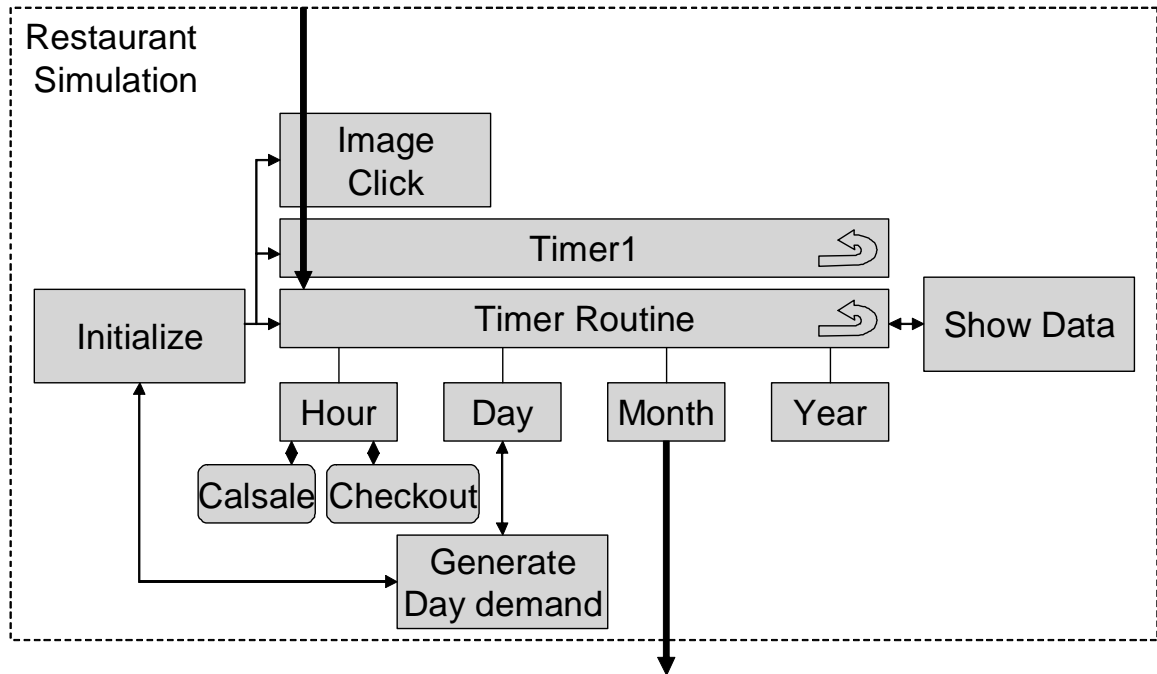 Restaurant
Simulation
Image
Click
Timer1
Initialize
Timer Routine
Show Data
Hour
Day
Month
Year
Calsale
Checkout
Generate
Day demand